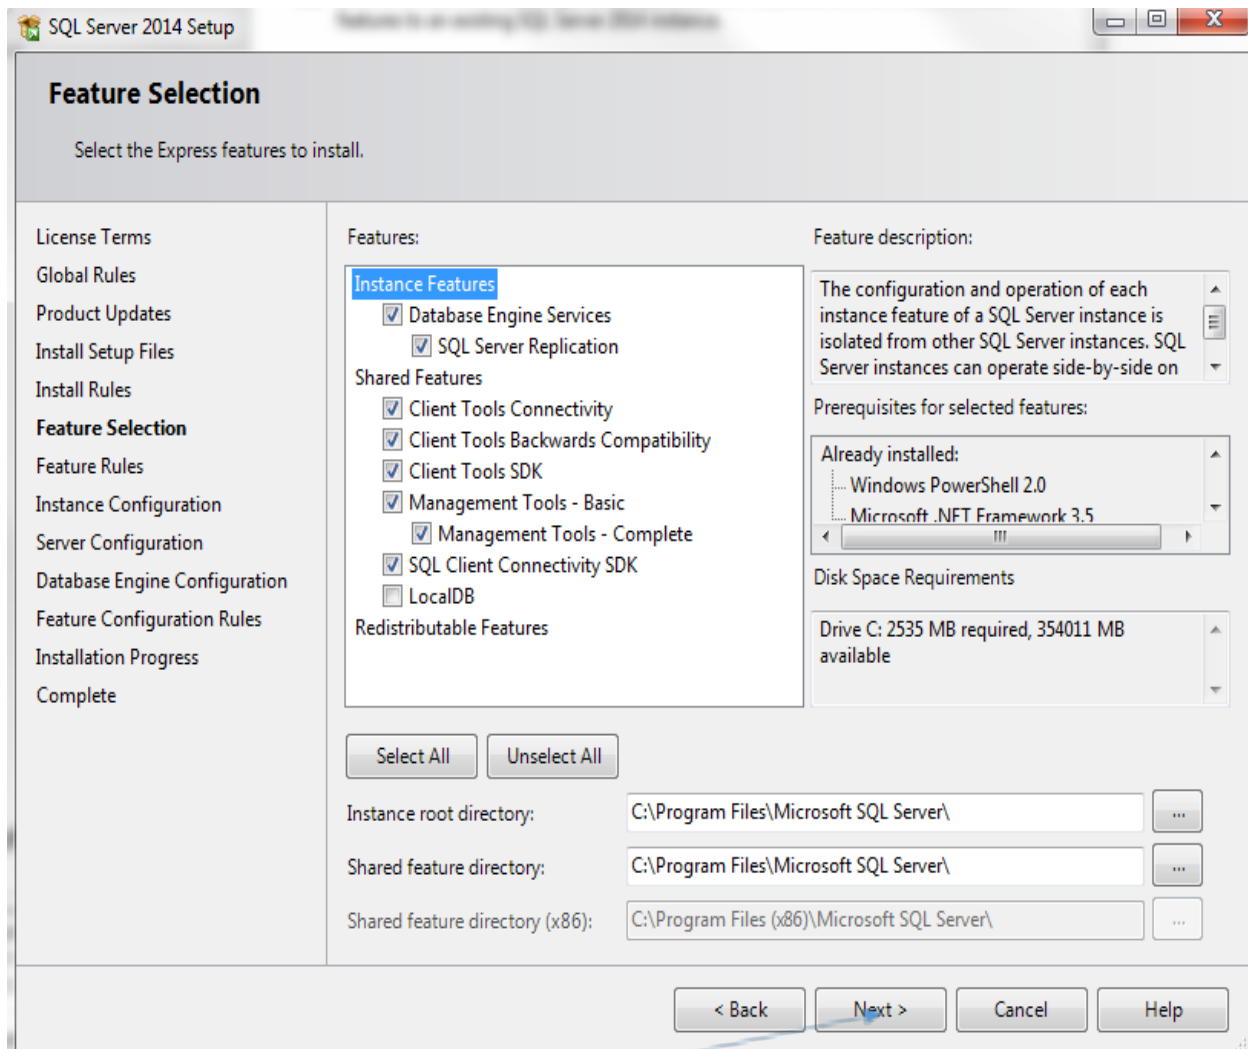 SQL Server 2014 Setup
features to an existing SQL Server 2014 instance.
Feature Selection
Select the Express features to install.
License Terms
Global Rules
Product Updates
Install Setup Files
Install Rules
Feature Selection
Feature Rules
Instance Configuration
Server Configuration
Database Engine Configuration
Feature Configuration Rules
Installation Progress
Complete
Features:
Instance Features
Database Engine Services
SQL Server Replication
Shared Features
Client Tools Connectivity
Client Tools Backwards Compatibility
Client Tools SDK
Management Tools - Basic
Management Tools - Complete
SQL Client Connectivity SDK
LocalDB
Redistributable Features
Feature description:
The configuration and operation of each
instance feature of a SQL Server instance is
isolated from other SQL Server instances. SQL
Server instances can operate side-by-side on
Prerequisites for selected features:
Already installed:
Windows PowerShell 2.0
Microsoft .NET Framework 3.5
Disk Space Requirements
Drive C: 2535 MB required, 354011 MB
available
Select All
Unselect All
Instance root directory:
C:\Program Files\Microsoft SQL Server\
...
Shared feature directory:
C:\Program Files\Microsoft SQL Server\
...
Shared feature directory (x86):
C:\Program Files (x86)\Microsoft SQL Server\
...
< Back
Next >
Cancel
Help